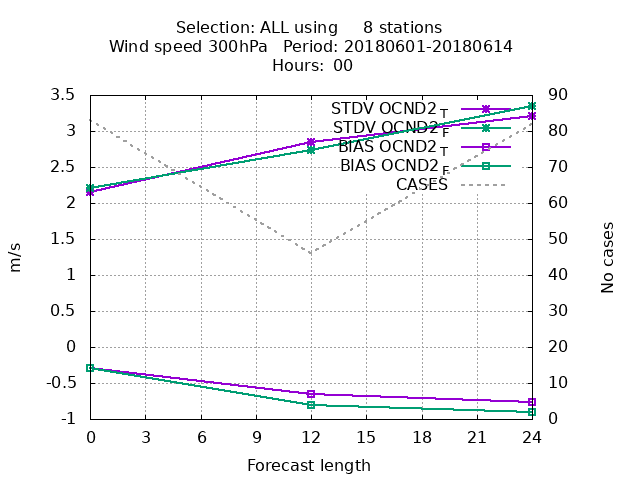 Selection: ALL using 8 stations
Wind speed 300hPa Period: 20180601-20180614
Hours: 00
3.5
3
2.5
2
1.5
1
0.5
0
-0.5
-1
m/s
STDV OCND2_T
STDV OCND2_F
BIAS OCND2_T
BIAS OCND2_F
CASES
90
80
70
60
50
40
30
20
10
0
No cases
0 3 6 9 12 15 18 21 24
Forecast length